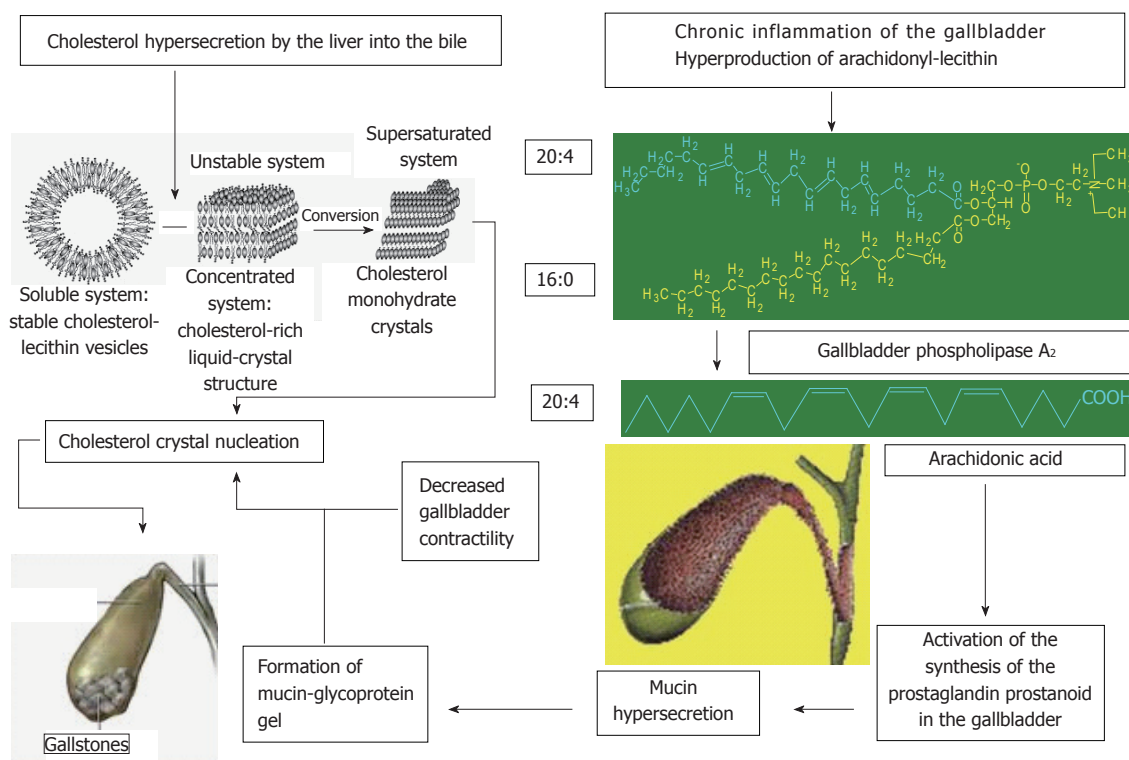 Cholesterol hypersecretion by the liver into the bile
Chronic inflammation of the gallbladder
Hyperproduction of arachidonyl-lecithin
Unstable system
Supersaturated
system
Conversion
Soluble system:
stable cholesterol-
lecithin vesicles
Concentrated
system:
cholesterol-rich
liquid-crystal
structure
Cholesterol
monohydrate
crystals
20:4
16:0
H₃C
Gallbladder phospholipase A₂
20:4
COOH
Arachidonic acid
Cholesterol crystal nucleation
Decreased
gallbladder
contractility
Gallstones
Formation of
mucin-glycoprotein
gel
Mucin
hypersecretion
Activation of the
synthesis of the
prostaglandin prostanoid
in the gallbladder